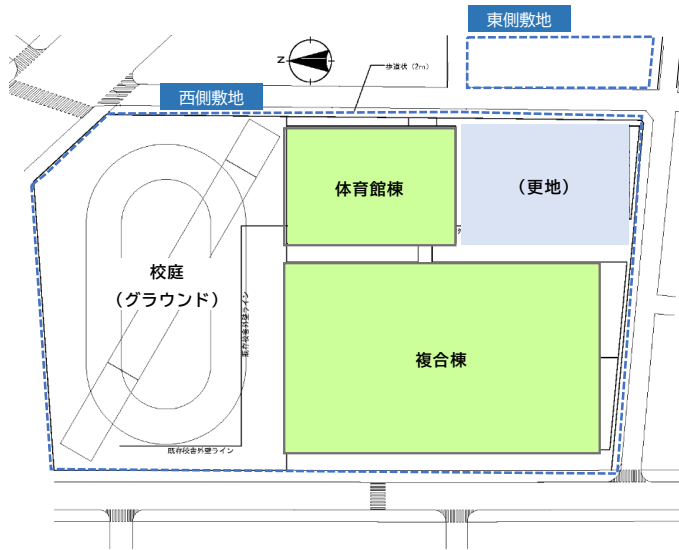 東側敷地
N
歩道状（2m）
西側敷地
体育館棟
（更地）
校庭
（グラウンド）
既存校舎外壁ライン
複合棟
既存校舎外壁ライン